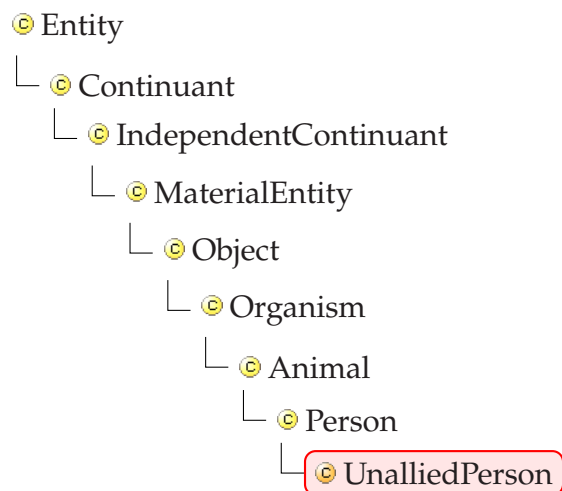 C Entity
C Continuant
C IndependentContinuant
C MaterialEntity
C Object
C Organism
C Animal
C Person
C UnalliedPerson